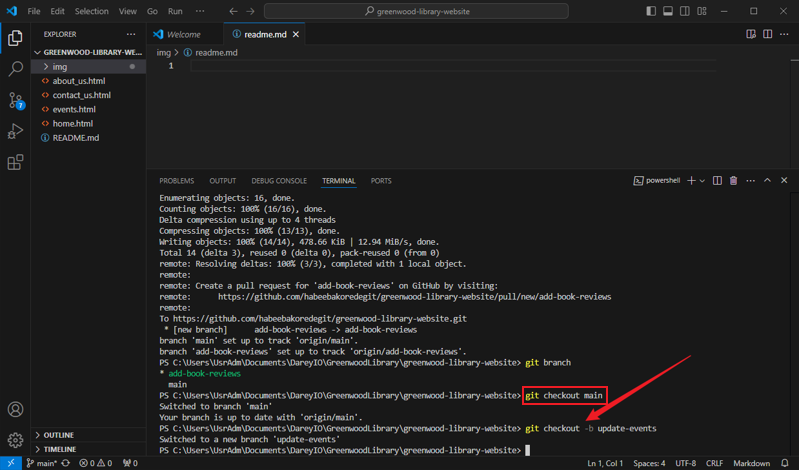 File Edit Selection View Go Run ···
greenwood-library-website
EXPLORER
GREENWOOD-LIBRARY-WE...
img
about_us.html
contact_us.html
events.html
home.html
README.md
OUTLINE
TIMELINE
7
Welcome
readme.md
img > readme.md
1
PROBLEMS OUTPUT DEBUG CONSOLE TERMINAL PORTS
powershell
Enumerating objects: 16, done.
Counting objects: 100% (16/16), done.
Delta compression using up to 4 threads
Compressing objects: 100% (13/13), done.
Writing objects: 100% (14/14), 478.66 KiB | 12.94 MiB/s, done.
Total 14 (delta 3), reused 0 (delta 0), pack-reused 0 (from 0)
remote: Resolving deltas: 100% (3/3), completed with 1 local object.
remote:
remote: Create a pull request for 'add-book-reviews' on GitHub by visiting:
remote: https://github.com/habeebakoredegit/greenwood-library-website/pull/new/add-book-reviews
remote:
To https://github.com/habeebakoredegit/greenwood-library-website.git
* [new branch] add-book-reviews -> add-book-reviews
branch 'main' set up to track 'origin/main'.
branch 'add-book-reviews' set up to track 'origin/add-book-reviews'.
PS C:\Users\UsrAdm\Documents\DareyIO\GreenwoodLibrary\greenwood-library-website> git branch
* add-book-reviews
main
PS C:\Users\UsrAdm\Documents\DareyIO\GreenwoodLibrary\greenwood-library-website> git checkout main
Switched to branch 'main'
Your branch is up to date with 'origin/main'.
PS C:\Users\UsrAdm\Documents\DareyIO\GreenwoodLibrary\greenwood-library-website> git checkout -b update-events
Switched to a new branch 'update-events'
PS C:\Users\UsrAdm\Documents\DareyIO\GreenwoodLibrary\greenwood-library-website>
main* 0 0 0 Ln 1, Col 1 Spaces: 4 UTF-8 CRLF Markdown